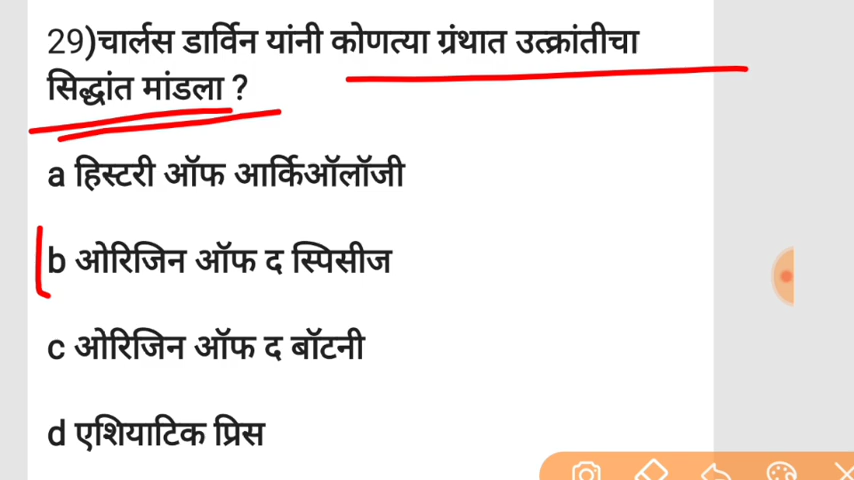 29)चार्लस डार्विन यांनी कोणत्या ग्रंथात उत्क्रांतीचा
सिद्धांत मांडला ?
a हिस्टरी ऑफ आर्किऑलॉजी
b ओरिजिन ऑफ द स्पिसीज
c ओरिजिन ऑफ द बॉटनी
d एशियाटिक प्रिस